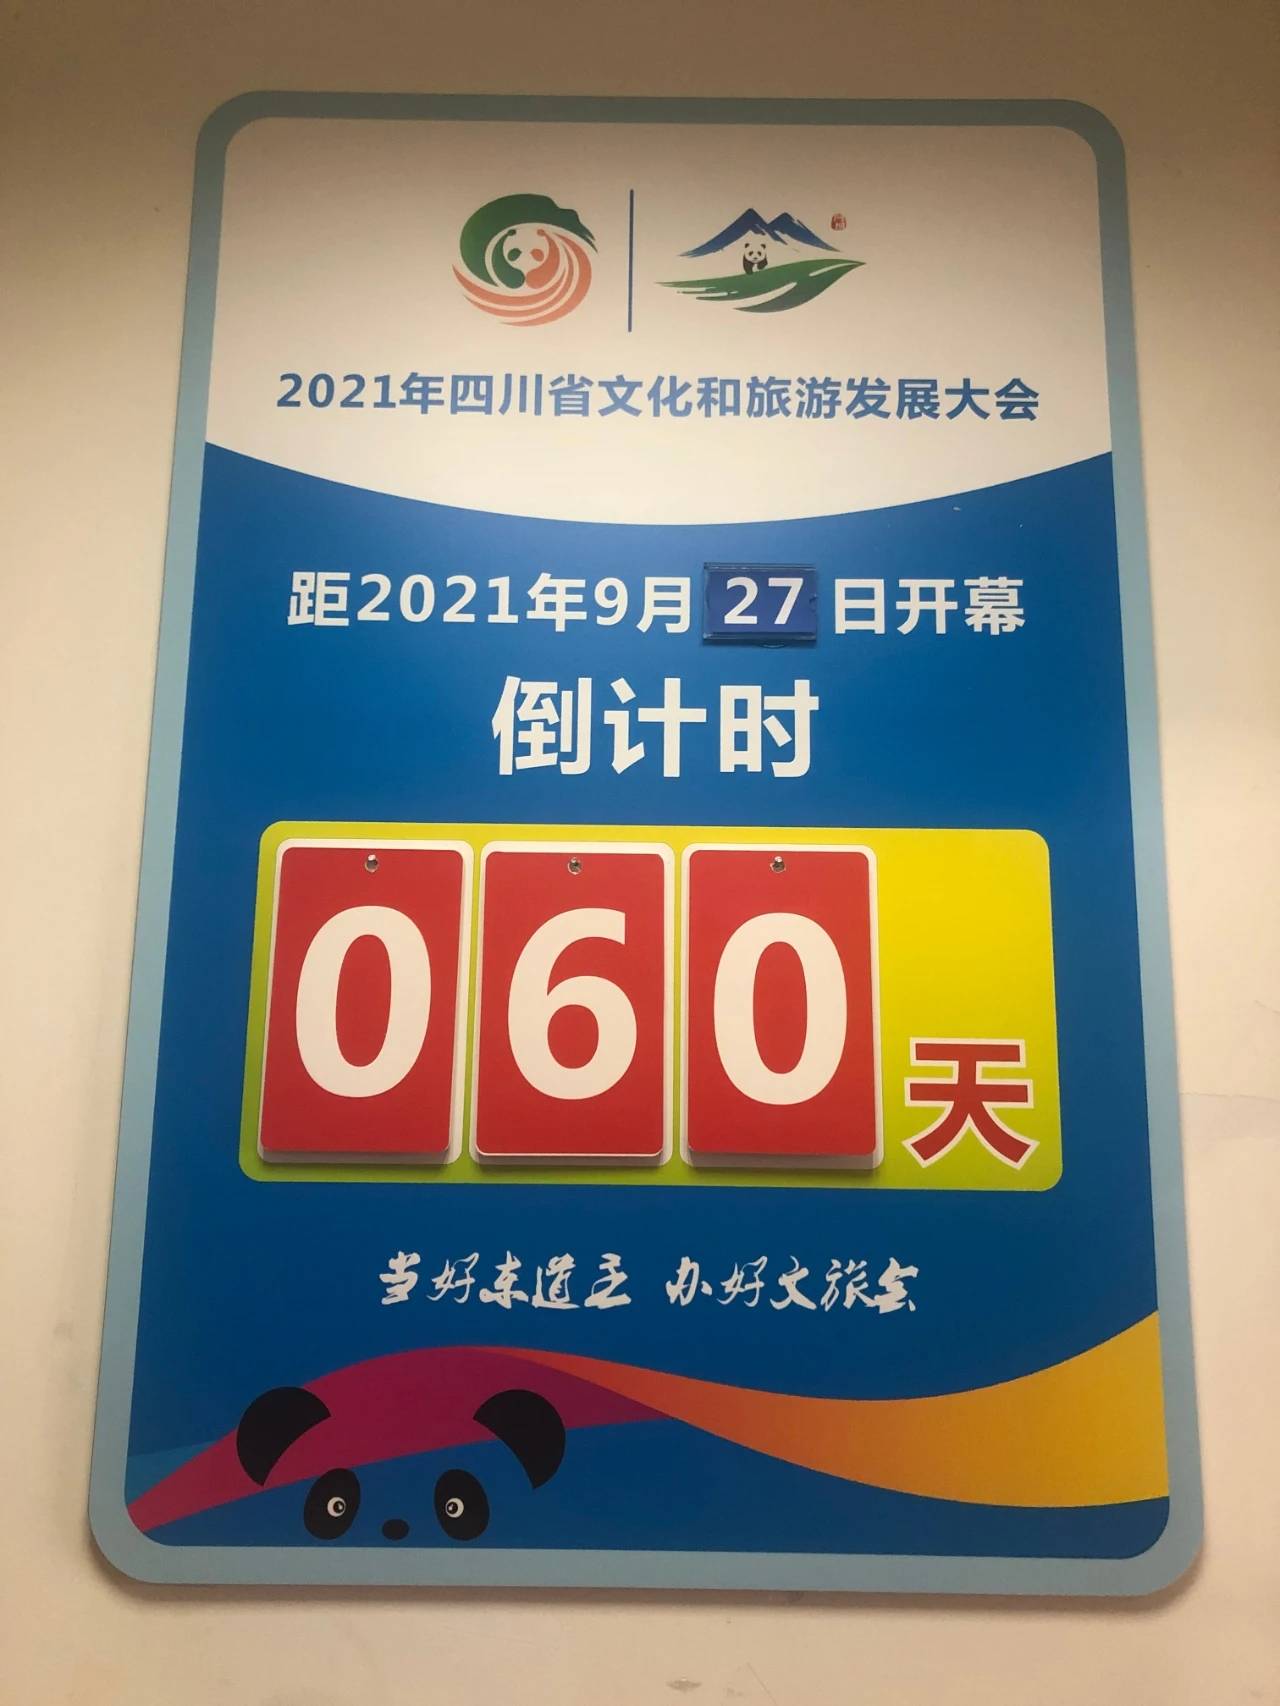 2021年四川省文化和旅游发展大会
距2021年9月27日开幕
倒计时
060天
当好东道主 办好文旅会